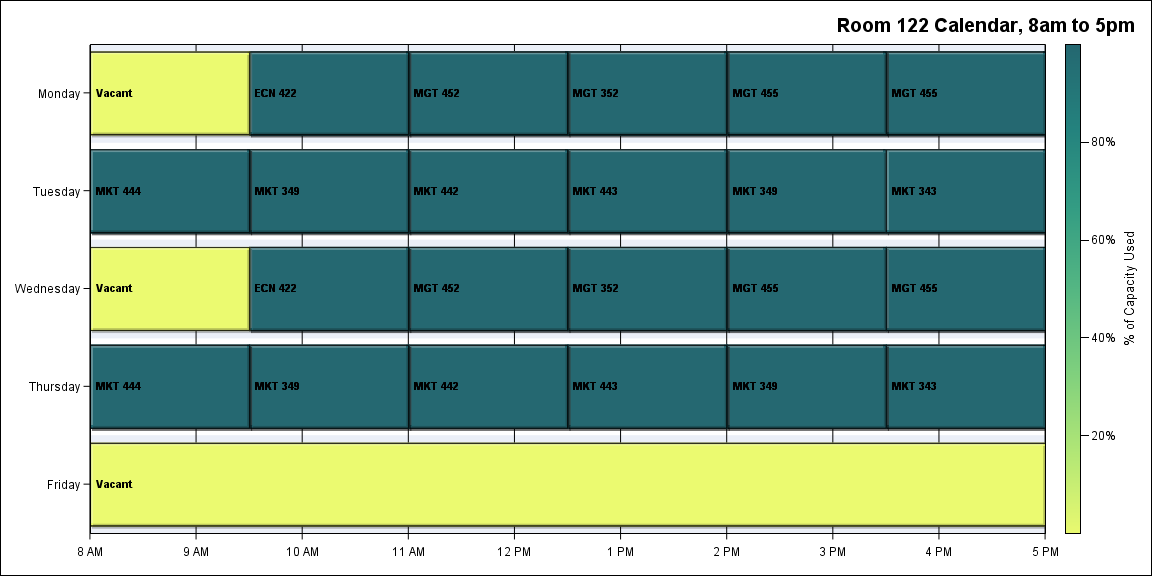 Room 122 Calendar, 8am to 5pm
Monday
Vacant
ECN 422
MGT 452
MGT 352
MGT 455
MGT 455
Tuesday
MKT 444
MKT 349
MKT 442
MKT 443
MKT 349
MKT 343
Wednesday
Vacant
ECN 422
MGT 452
MGT 352
MGT 455
MGT 455
Thursday
MKT 444
MKT 349
MKT 442
MKT 443
MKT 349
MKT 343
Friday
Vacant
8 AM
9 AM
10 AM
11 AM
12 PM
1 PM
2 PM
3 PM
4 PM
5 PM
80%
60%
40%
20%
% of Capacity Used